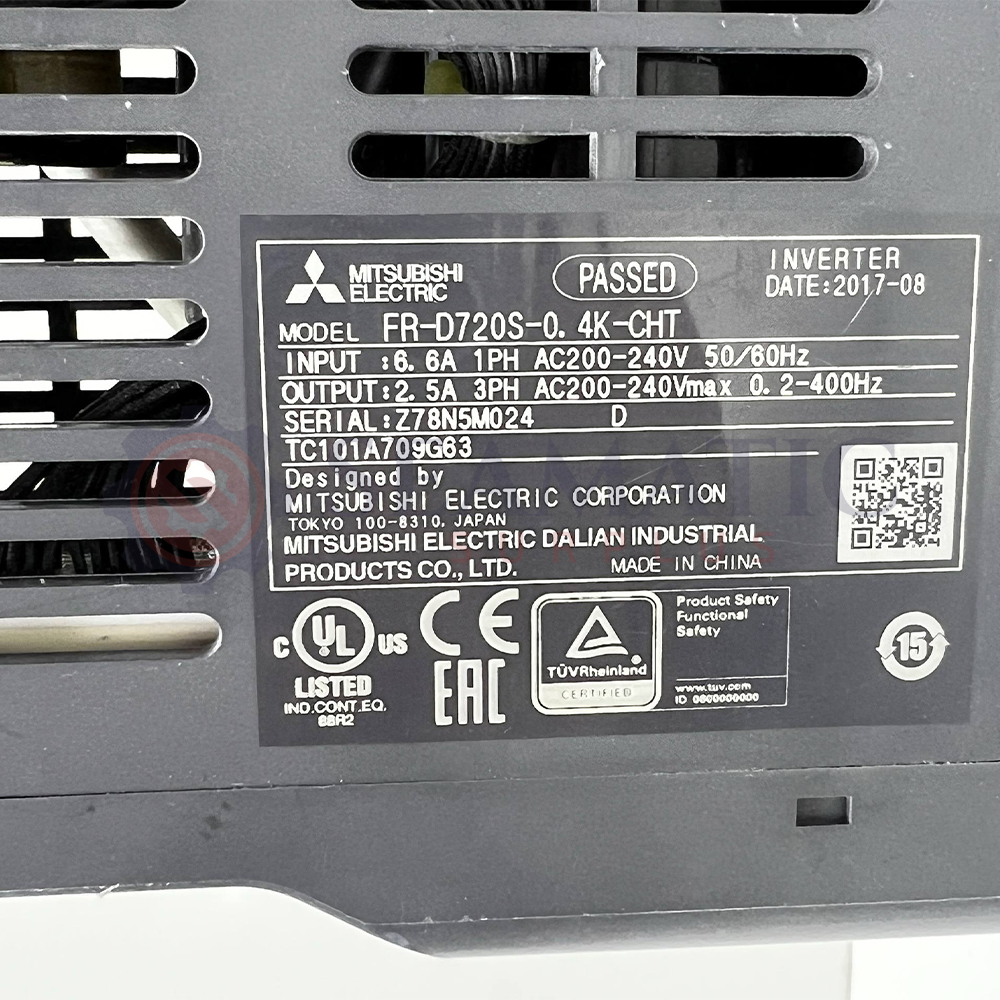 MITSUBISHI
ELECTRIC
PASSED
INVERTER
DATE:2017-08
MODEL FR-D720S-0.4K-CHT
INPUT :6.6A 1PH AC200-240V 50/60Hz
OUTPUT:2.5A 3PH AC200-240Vmax 0.2-400Hz
SERIAL:Z78N5M024 D
TC101A709G63
Designed by
MITSUBISHI ELECTRIC CORPORATION
TOKYO 100-8310, JAPAN
MITSUBISHI ELECTRIC DALIAN INDUSTRIAL
PRODUCTS CO., LTD. MADE IN CHINA
C UL US
LISTED
IND.CONT.EQ.
88R2
CE
EAC
TÜVRheinland
CERTIFIED
Product Safety
Functional
Safety
www.tuv.com
ID 0600000000
15